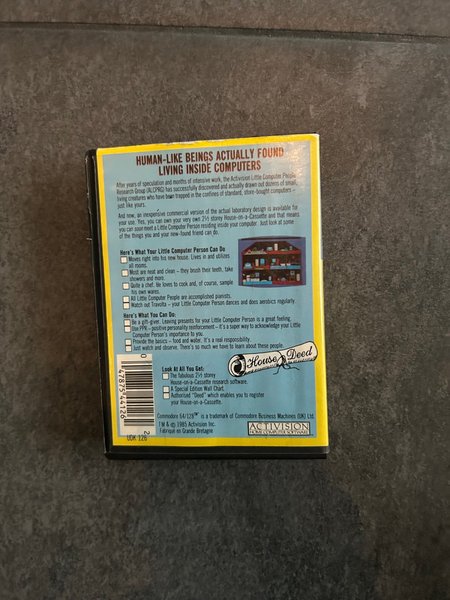 HUMAN-LIKE BEINGS ACTUALLY FOUND
LIVING INSIDE COMPUTERS
After years of speculation and months of intensive work, the Activision Little Computer People
Research Group (ALCPRG) has successfully discovered and actually drawn out dozens of small,
living creatures who have been trapped in the confines of standard, store-bought computers –
just like yours.
And now, an inexpensive commercial version of the actual laboratory design is available for
your use. Yes, you can own your very own 2½ storey House-on-a-Cassette and that means
you can soon meet a Little Computer Person residing inside your computer. Just look at some
of the things you and your new-found friend can do.
Here's What Your Little Computer Person Can Do:
Moves right into his new house. Lives in and utilizes
all rooms.
Most are neat and clean – they brush their teeth, take
showers and more.
Quite a chef. He loves to cook and, of course, sample
his own wares.
All Little Computer People are accomplished pianists.
Watch out Travolta – your Little Computer Person dances and does aerobics regularly.
Here's What You Can Do:
Be a gift-giver. Leaving presents for your Little Computer Person is a great feeling.
Use PPR – positive personality reinforcement – it's a super way to acknowledge your Little
Computer Person's importance to you.
Provide the basics – food and water. It's a real responsibility.
Just watch and observe. There's so much we have to learn about these people.
House Deed
Look At All You Get:
The fabulous 2½ storey
House-on-a-Cassette research software.
A Special Edition Wall Chart.
Authorised "Deed" which enables you to register
your House-on-a-Cassette.
Commodore 64/128™ is a trademark of Commodore Business Machines (UK) Ltd.
TM & © 1985 Activision Inc.
Fabriqué en Grande Bretagne
ACTIVISION
HOME COMPUTER SOFTWARE
0 47875 44126 2
UDK 126